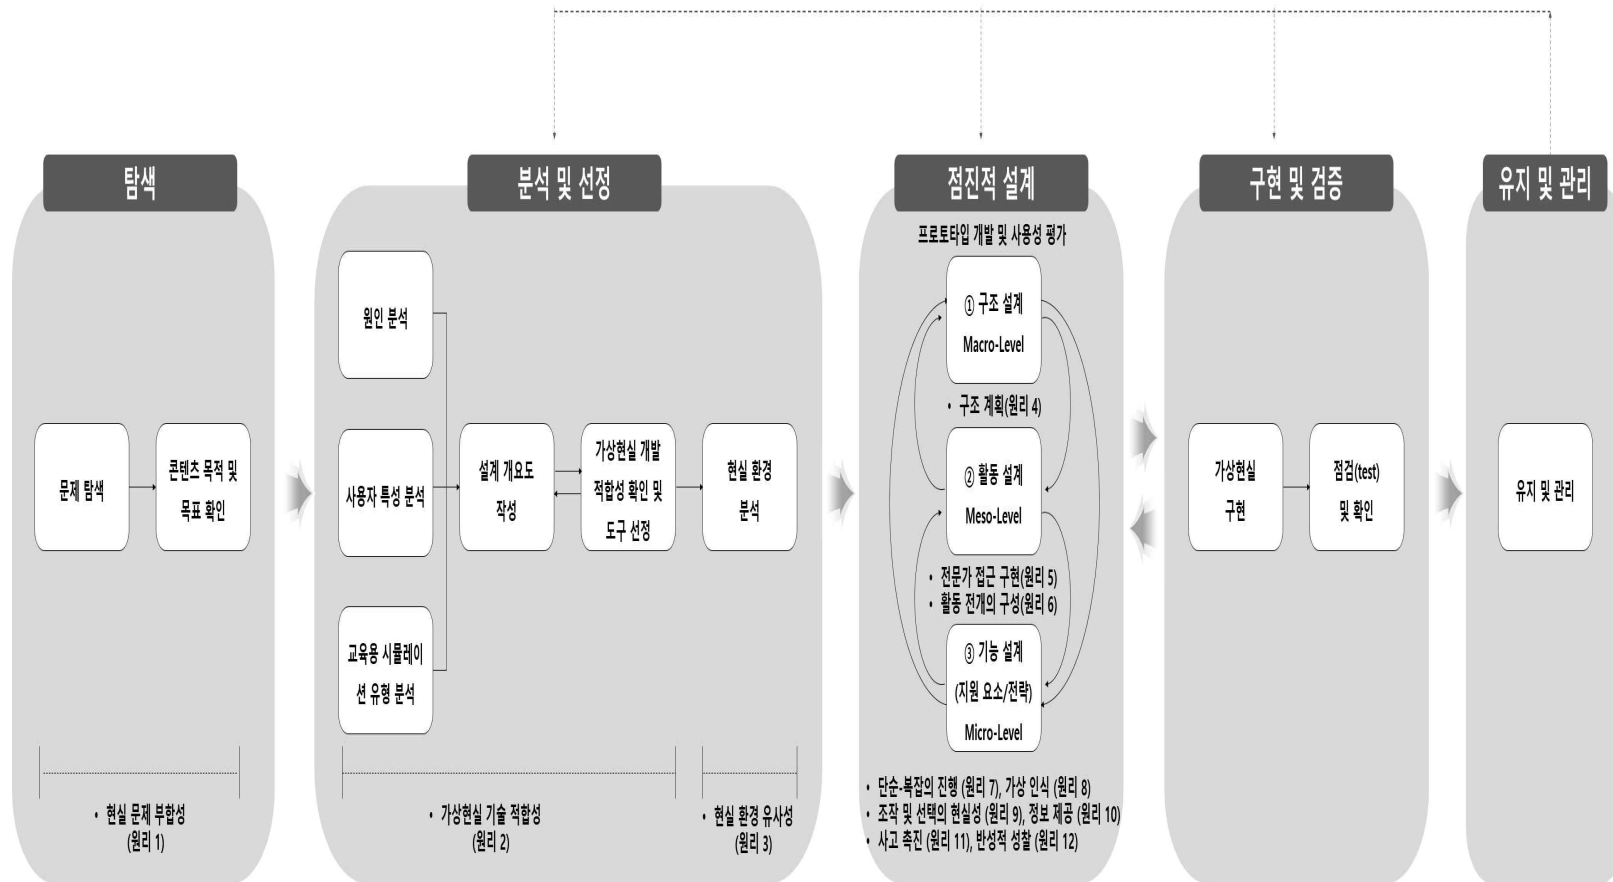 탐색
문제 탐색
콘텐츠 목적 및
목표 확인
• 현실 문제 부합성
(원리 1)
분석 및 선정
원인 분석
사용자 특성 분석
교육용 시뮬레이
션 유형 분석
설계 개요도
작성
가상현실 개발
적합성 확인 및
도구 선정
현실 환경
분석
• 가상현실 기술 적합성
(원리 2)
• 현실 환경 유사성
(원리 3)
점진적 설계
프로토타입 개발 및 사용성 평가
① 구조 설계
Macro-Level
• 구조 계획(원리 4)
② 활동 설계
Meso-Level
• 전문가 접근 구현(원리 5)
• 활동 전개의 구성(원리 6)
③ 기능 설계
(지원 요소/전략)
Micro-Level
• 단순-복잡의 진행 (원리 7), 가상 인식 (원리 8)
• 조작 및 선택의 현실성 (원리 9), 정보 제공 (원리 10)
• 사고 촉진 (원리 11), 반성적 성찰 (원리 12)
구현 및 검증
가상현실
구현
점검(test)
및 확인
유지 및 관리
유지 및 관리